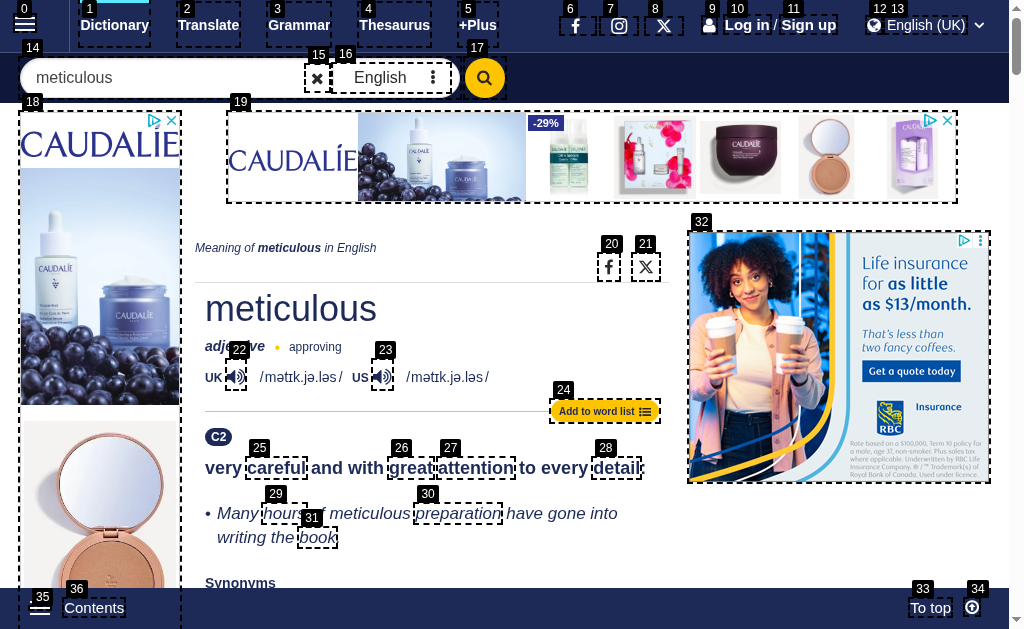 Dictionary Translate Grammar Thesaurus +Plus Log in / Sign up English (UK)
meticulous English
CAUDALÍE
CAUDALÍE
-29%
Meaning of meticulous in English
meticulous
adjective • approving
UK /məˈtɪk.jə.ləs/ US /məˈtɪk.jə.ləs/
Add to word list
C2
very careful and with great attention to every detail:
• Many hours of meticulous preparation have gone into
writing the book
Synonyms
Life insurance
for as little
as $13/month.
That's less than
two fancy coffees.
Get a quote today
RBC
Insurance
Rate based on a $100,000, Term 10 policy for
a male, age 37, non-smoker. Plus sales tax
where applicable. Underwritten by RBC Life
Insurance Company. ® / ™ Trademark(s) of
Royal Bank of Canada. Used under licence.
Contents To top
0
1
2
3
4
5
6
7
8
9
10
11
12
13
14
15
16
17
18
19
20
21
22
23
24
25
26
27
28
29
30
31
32
33
34
35
36